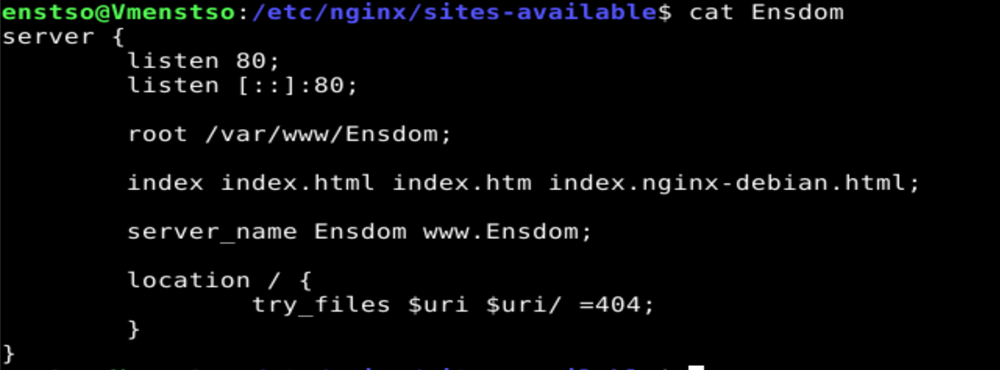 enstso@Vmenstso:/etc/nginx/sites-available$ cat Ensdom
server {
listen 80;
listen [::]:80;
root /var/www/Ensdom;
index index.html index.htm index.nginx-debian.html;
server_name Ensdom www.Ensdom;
location / {
try_files $uri $uri/ =404;
}
}